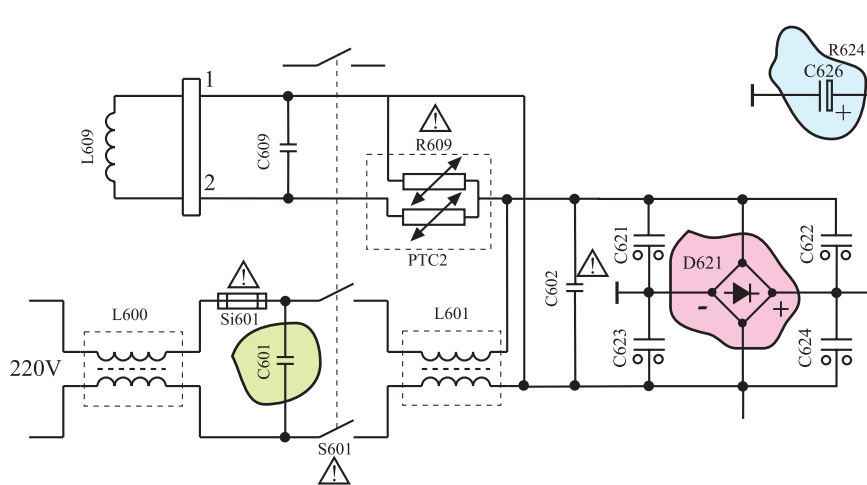 R624
C626
+
1
!
L609
C609
R609
2
PTC2
C621
!
C622
D621
C602
!
L600
Si601
L601
-
+
220V
C601
C623
C624
S601
!